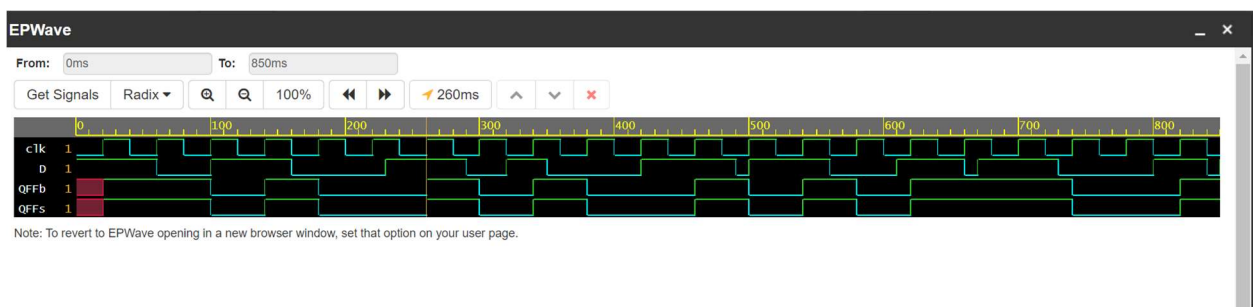 EPWave
From: 0ms To: 850ms
Get Signals Radix 100% 260ms
0 100 200 300 400 500 600 700 800
clk 1
D 1
QFFb 1
QFFs 1
Note: To revert to EPWave opening in a new browser window, set that option on your user page.